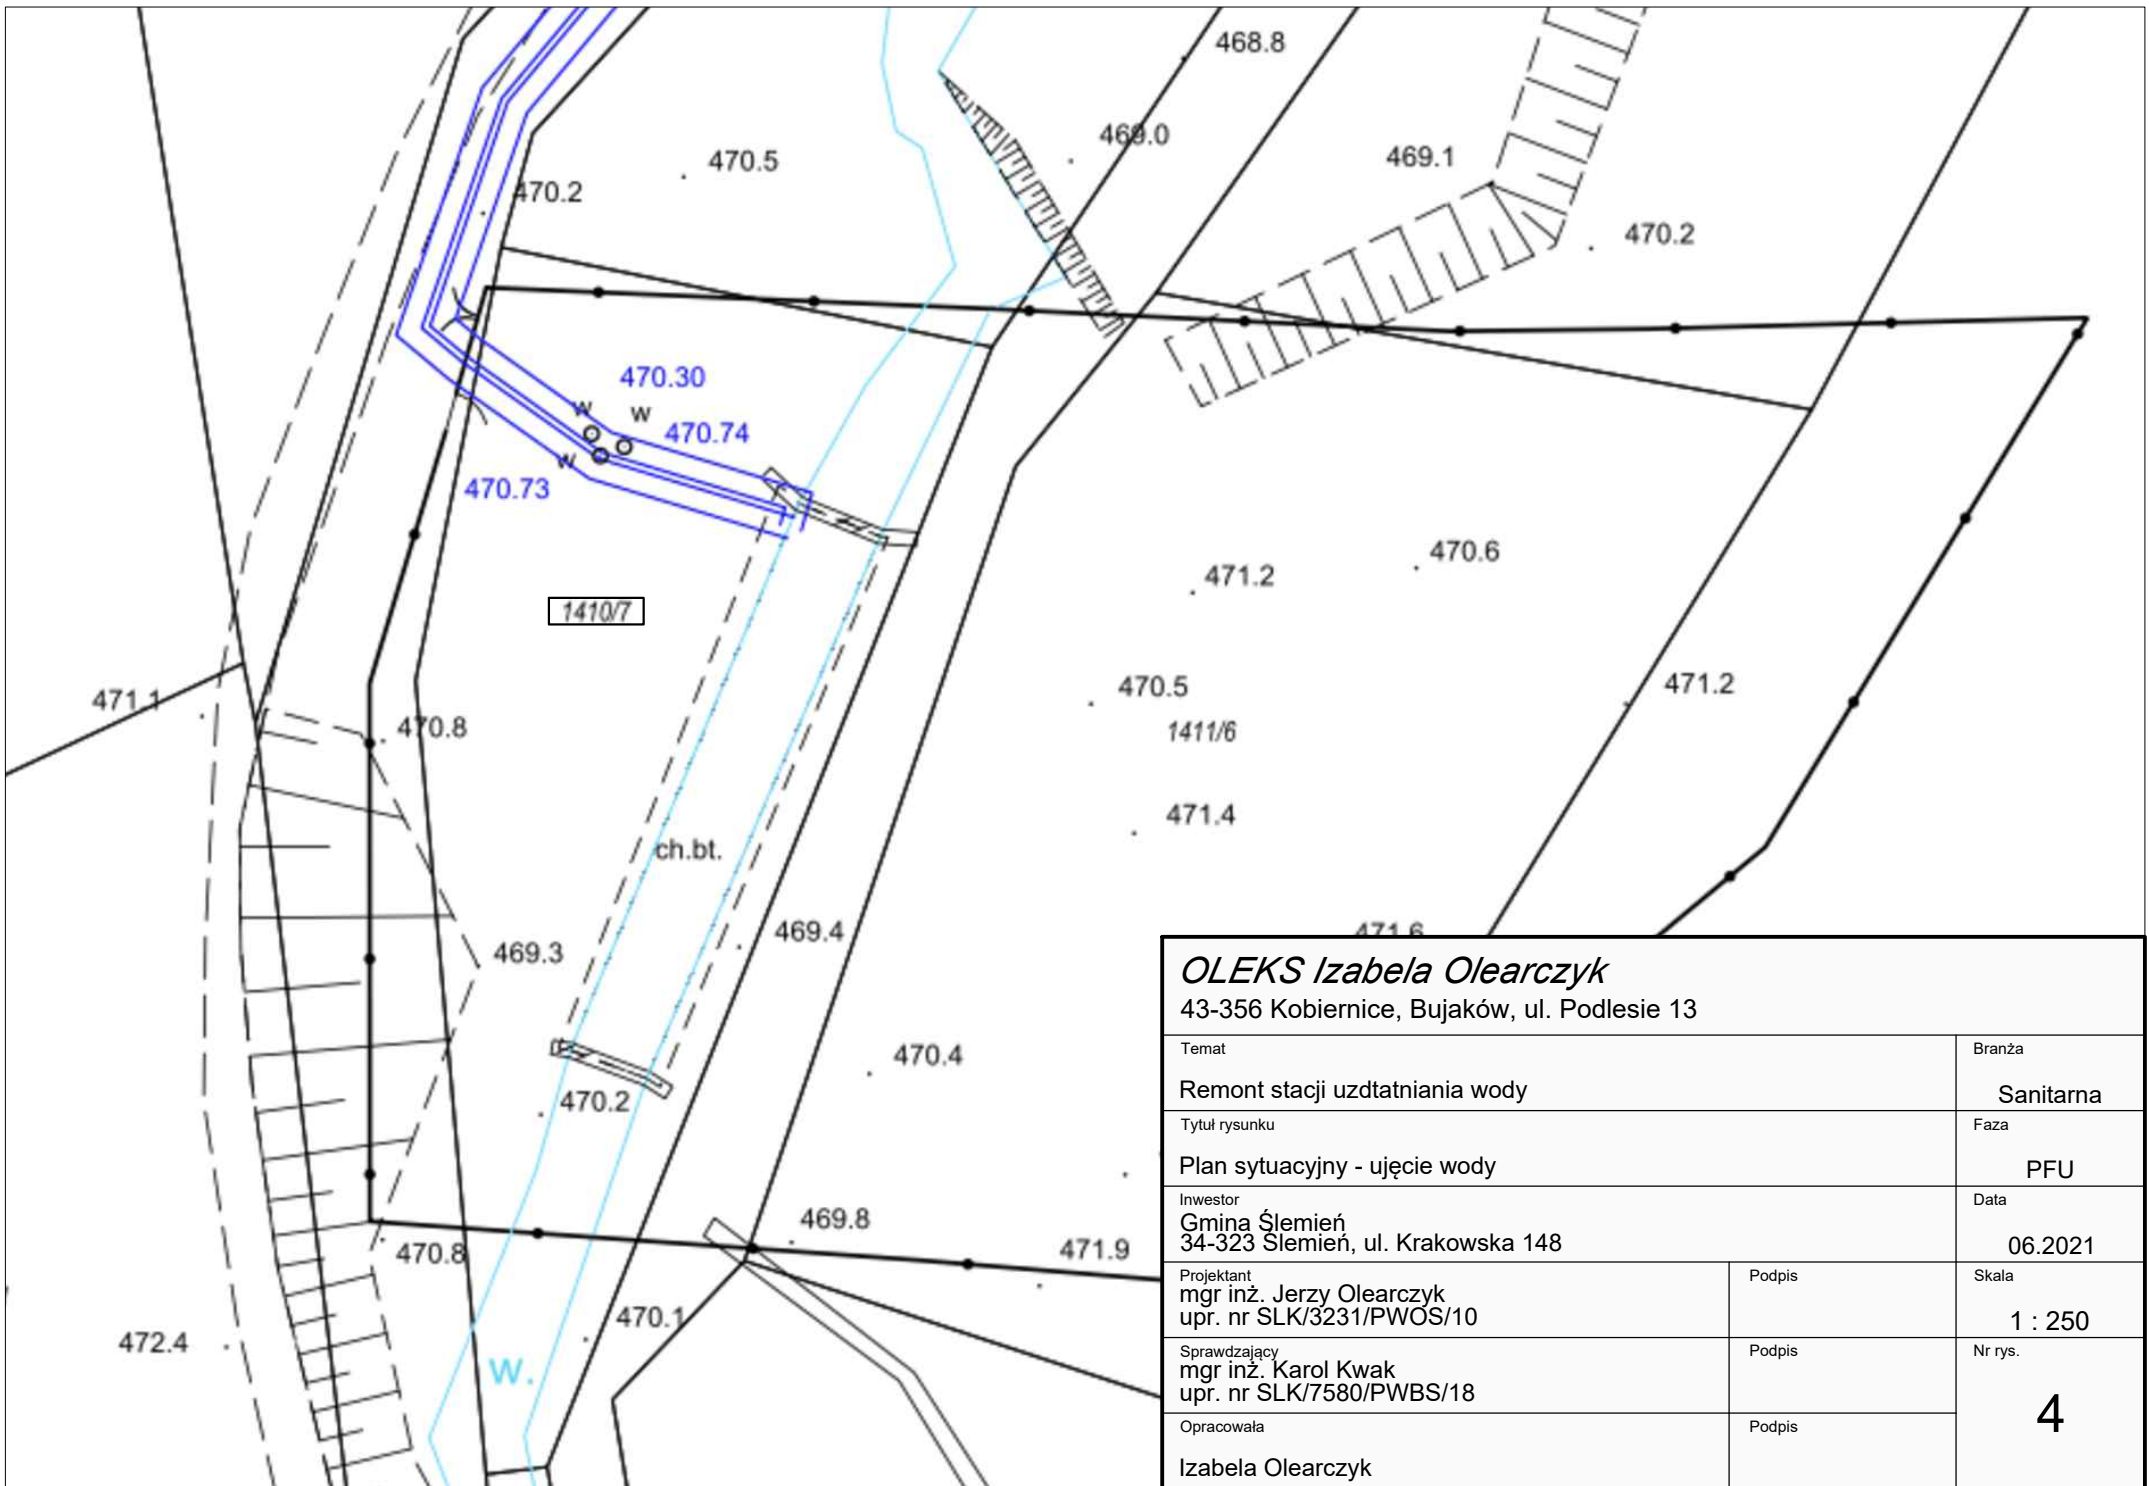 468.8
469.0
470.5
469.1
470.2
470.2
470.30
w
w
470.74
w
470.73
470.6
471.2
1410/7
470.5
471.2
471.1
470.8
1411/6
471.4
ch.bt.
469.4
471.6
469.3
470.4
470.2
469.8
470.8
471.9
470.1
472.4
w.
OLEKS Izabela Olearczyk
43-356 Kobiernice, Bujaków, ul. Podlesie 13
Temat
Branża
Remont stacji uzdtatniania wody
Sanitarna
Tytuł rysunku
Faza
Plan sytuacyjny - ujęcie wody
PFU
Inwestor
Data
Gmina Ślemień
34-323 Ślemień, ul. Krakowska 148
06.2021
Projektant
Podpis
Skala
mgr inż. Jerzy Olearczyk
upr. nr SLK/3231/PWOS/10
1 : 250
Sprawdzający
Podpis
Nr rys.
mgr inż. Karol Kwak
upr. nr SLK/7580/PWBS/18
4
Opracowała
Podpis
Izabela Olearczyk